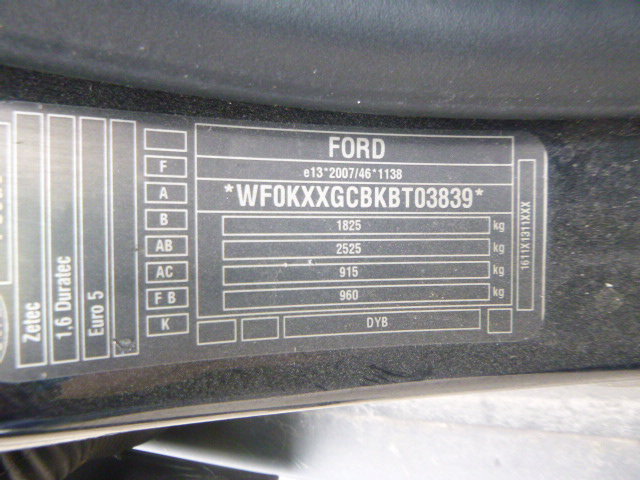 FORD
e13*2007/46*1138
*WF0KXXGCBKBT03839*
1825 kg
2525 kg
915 kg
960 kg
DYB
1611X1311XXX
F
A
B
AB
AC
F B
K
Zetec
1,6 Duratec
Euro 5